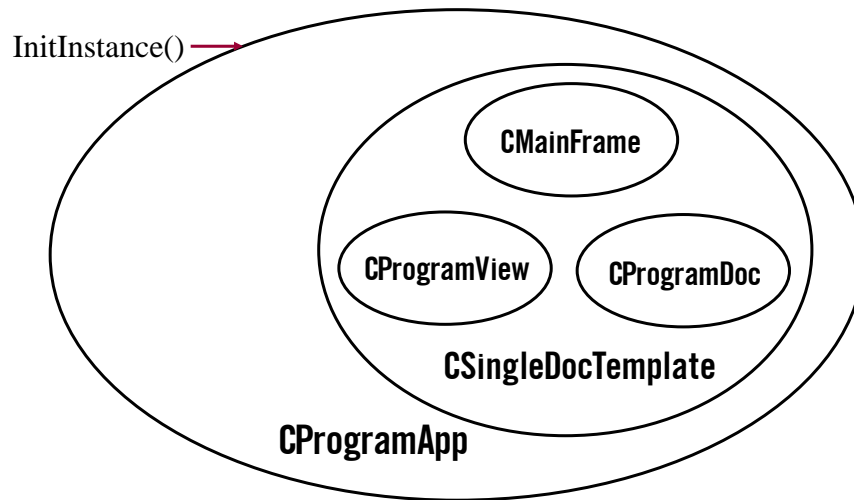 InitInstance()
CMainFrame
CProgramView
CProgramDoc
CSingleDocTemplate
CProgramApp